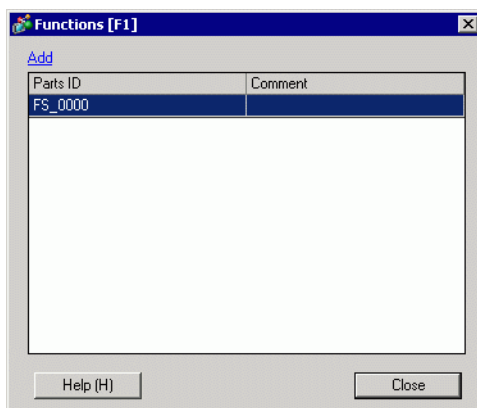 Functions [F1]
Add
Parts ID Comment
FS_0000
Help (H) Close